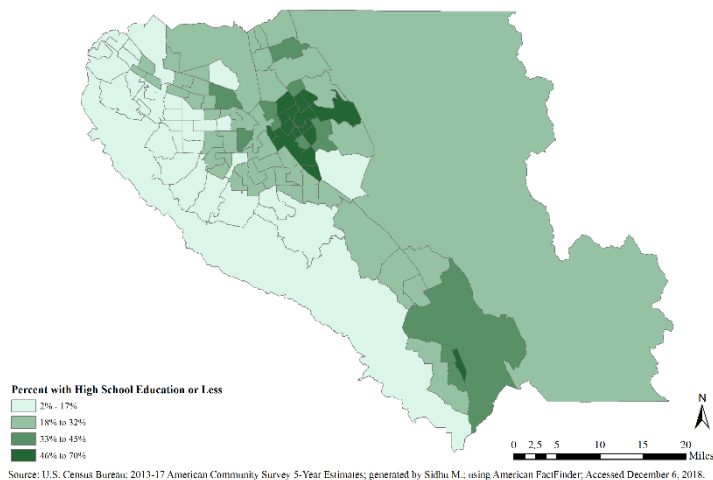 Percent with High School Education or Less
2% - 17%
18% to 32%
33% to 45%
46% to 70%
N
0 2.5 5 10 15 20
Miles
Source: U.S. Census Bureau; 2013-17 American Community Survey 5-Year Estimates; generated by Sidhu M.; using American FactFinder; Accessed December 6, 2018.